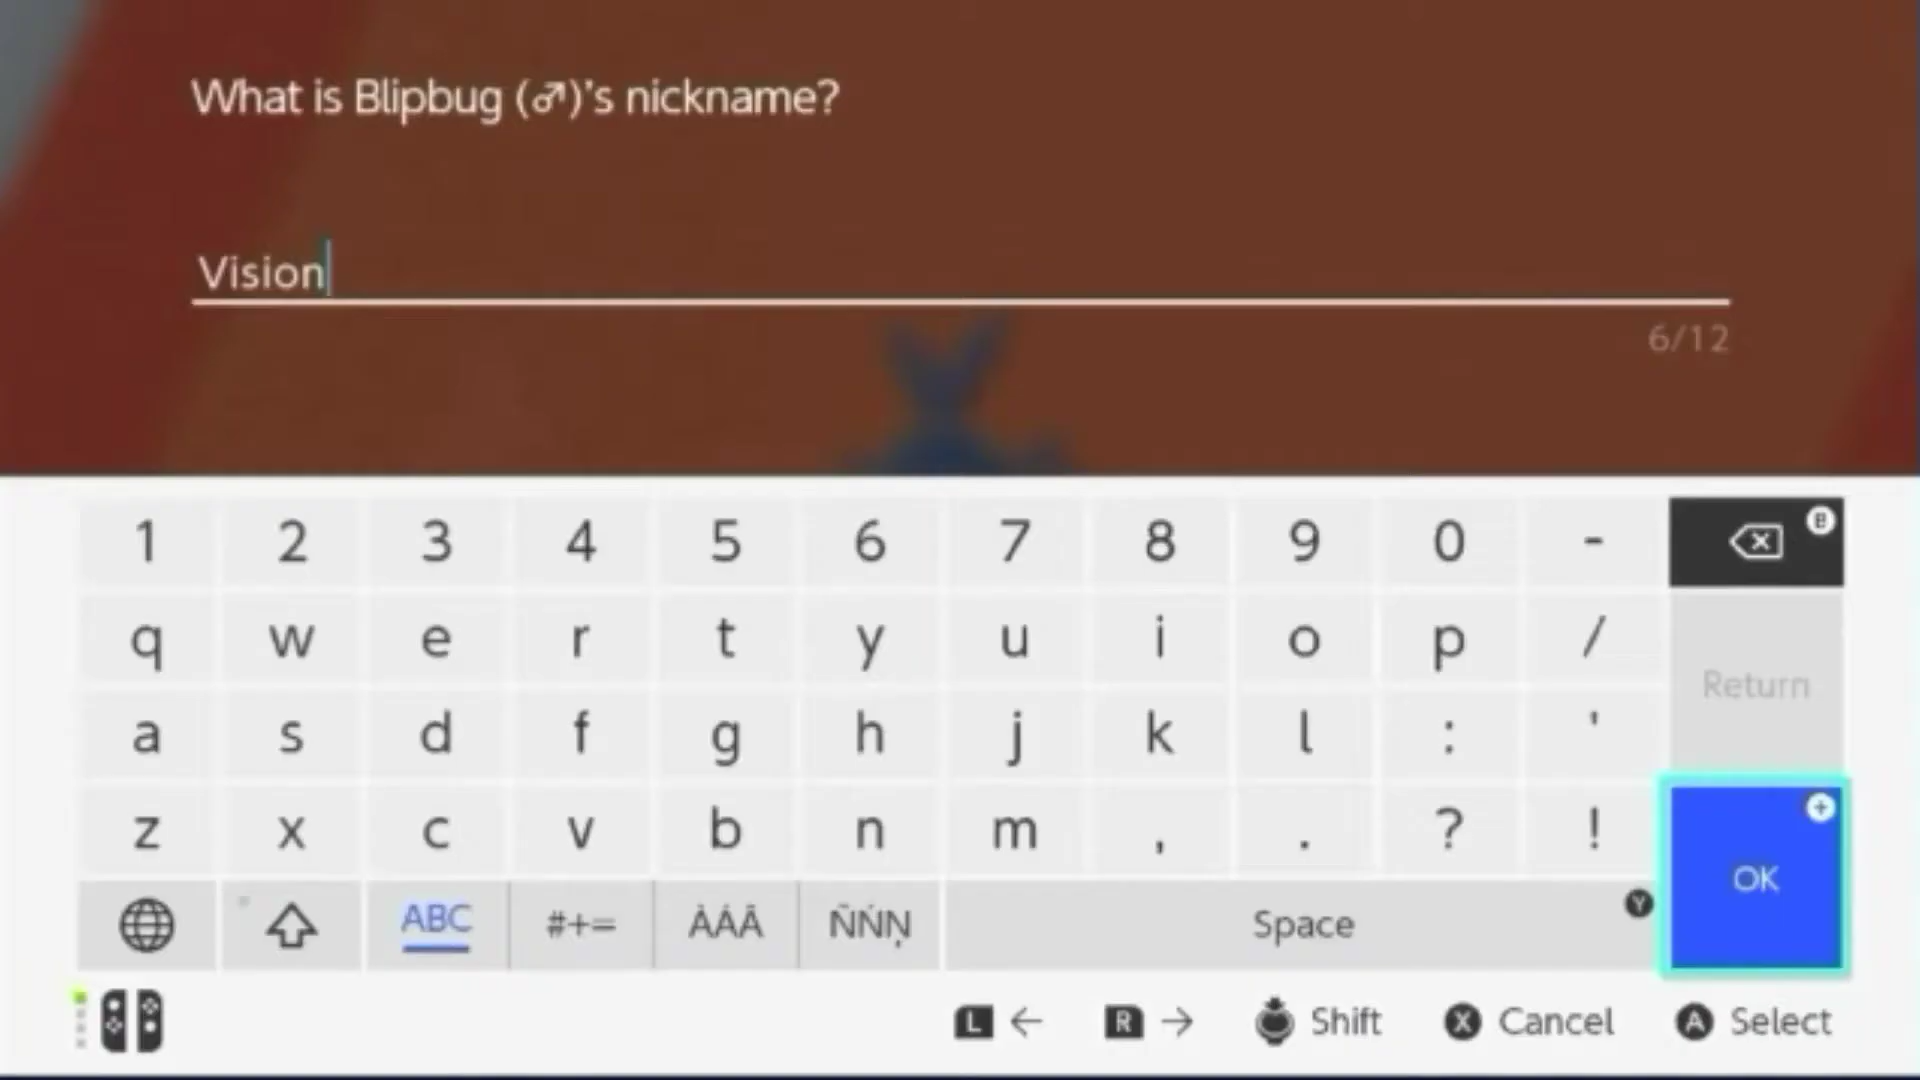 What is Blipbug (♂)'s nickname?
Vision
6/12
1 2 3 4 5 6 7 8 9 0 - B
q w e r t y u i o p /
Return
a s d f g h j k l : '
z x c v b n m , . ? ! +
OK
ABC #+= ÀÁÂ ÑŃŅ Space Y
L ← R → Shift X Cancel A Select